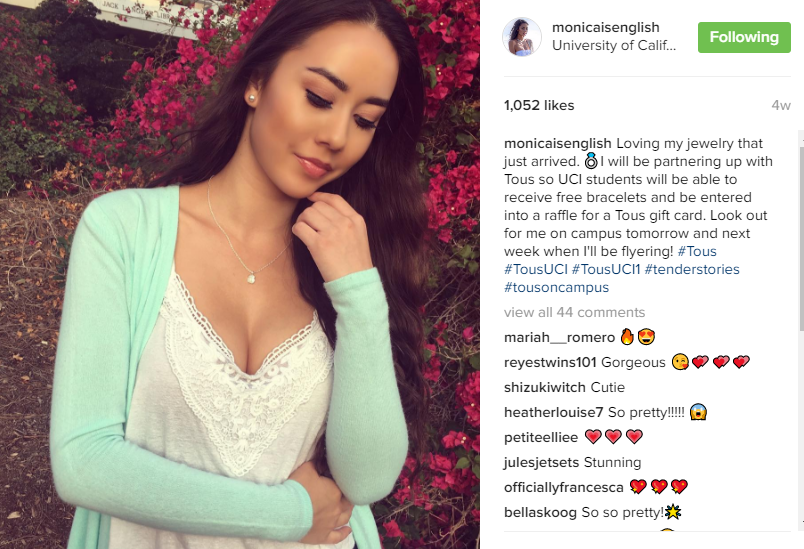 JACK L
LIBR
monicaisenglish
University of Calif...
Following
1,052 likes
4w
monicaisenglish Loving my jewelry that
just arrived. 💍I will be partnering up with
Tous so UCI students will be able to
receive free bracelets and be entered
into a raffle for a Tous gift card. Look out
for me on campus tomorrow and next
week when I'll be flyering! #Tous
#TousUCI #TousUCI1 #tenderstories
#tousoncampus
view all 44 comments
mariah__romero 🔥😍
reyestwins101 Gorgeous 😘💕💕💕
shizukiwitch Cutie
heatherlouise7 So pretty!!!!! 😱
petiteelliee ❤️❤️❤️
julesjetsets Stunning
officiallyfrancesca 💖💖💖
bellaskoog So so pretty!🌟